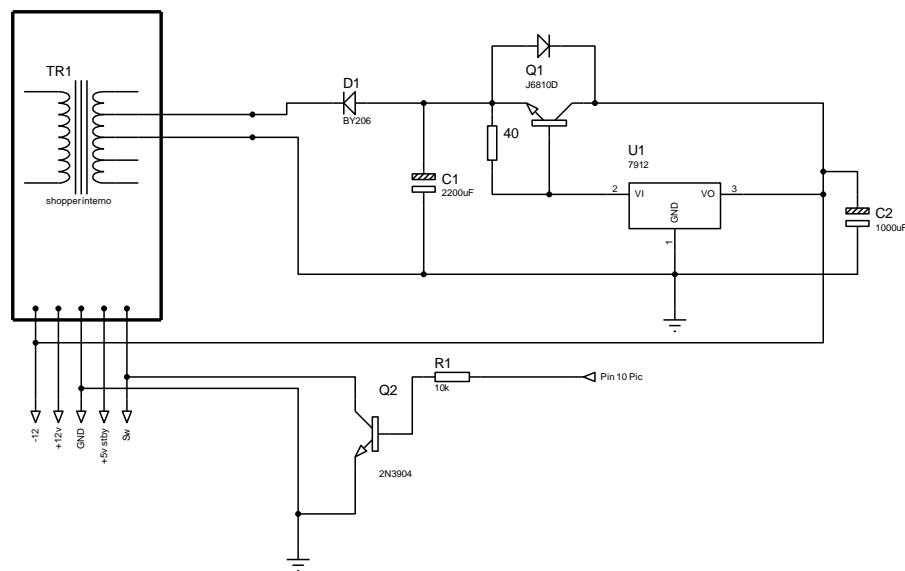 TR1
shopper interno
D1
BY206
Q1
J6810D
40
U1
7912
2
VI
VO
3
GND
1
C1
2200uF
C2
1000uF
R1
10k
Pin 10 Pic
Q2
2N3904
-12
+12v
GND
+5v stby
Sw